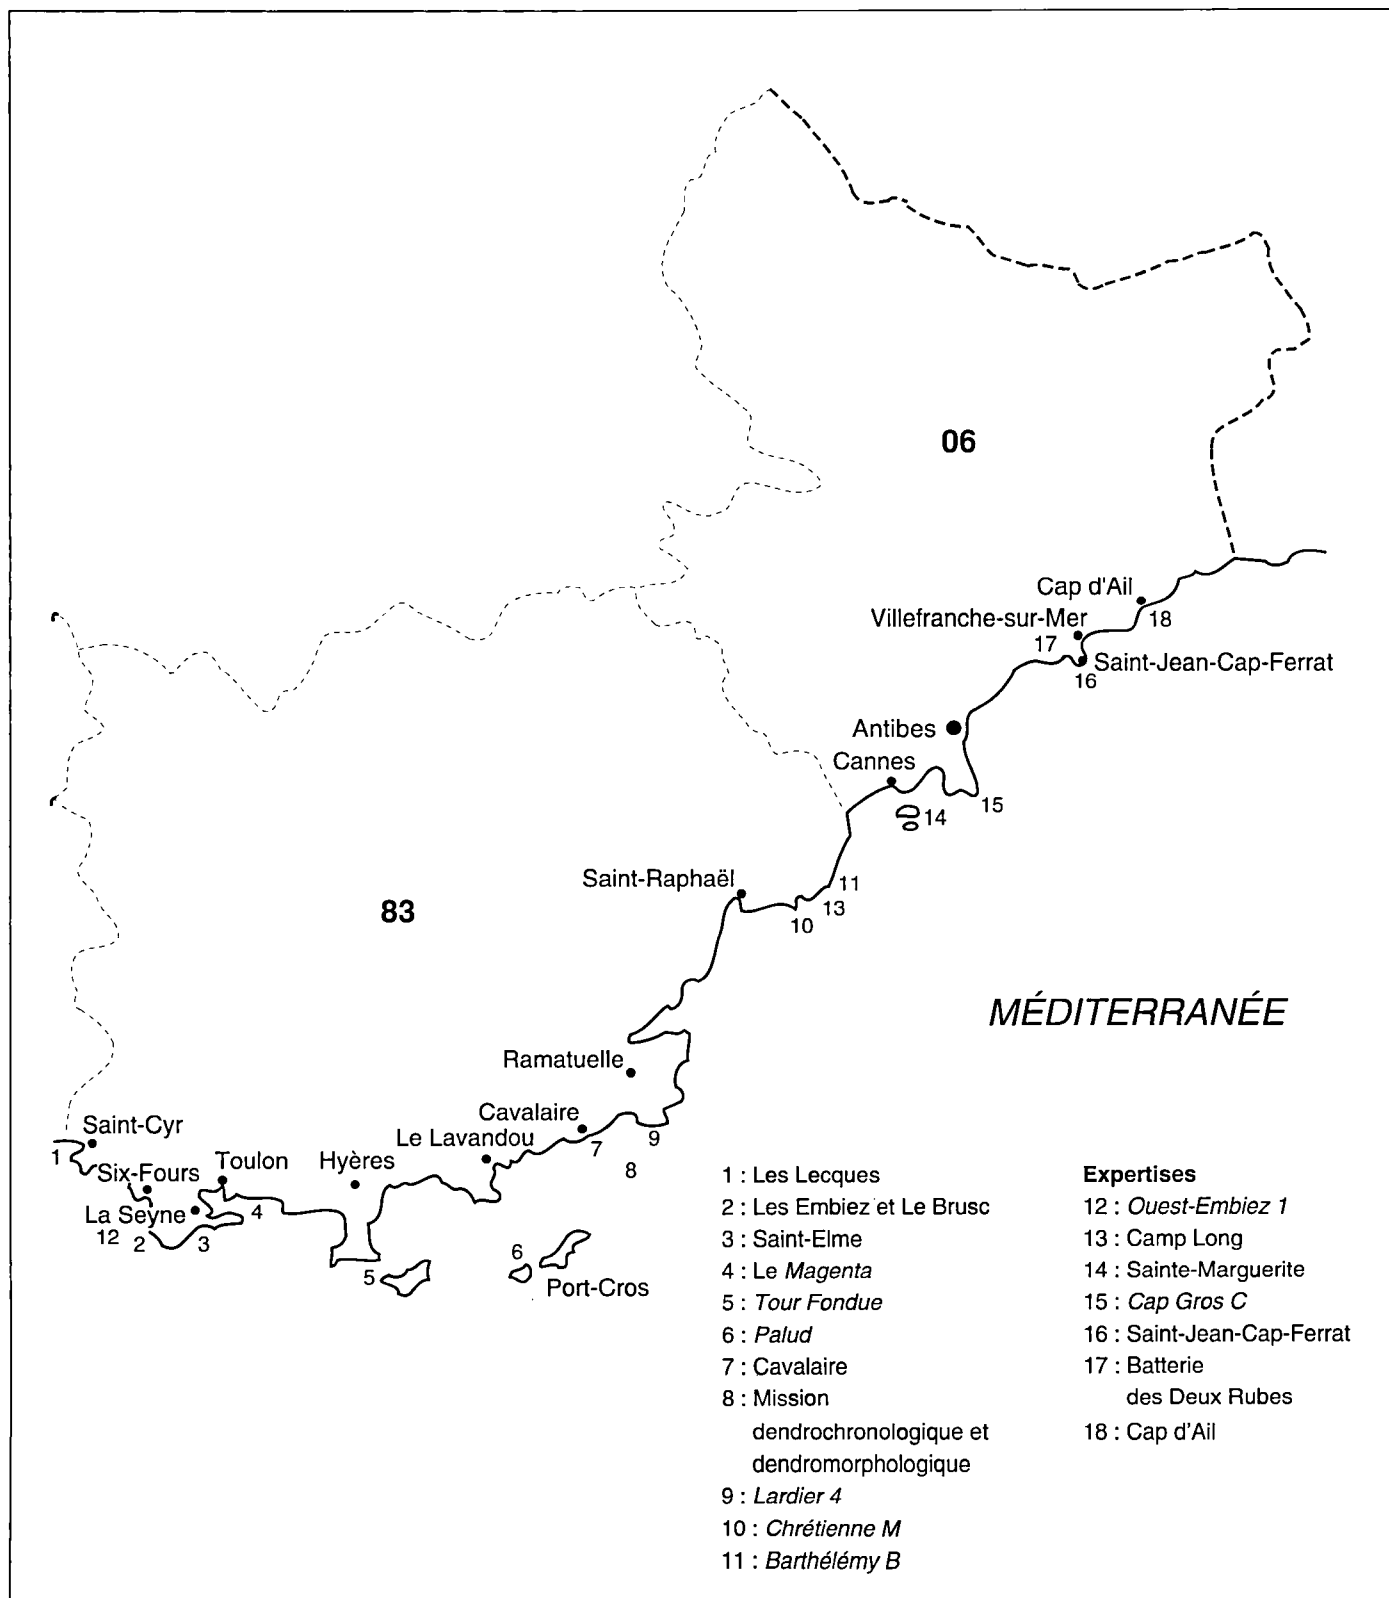 06
Cap d'Ail
Villefranche-sur-Mer
18
17
Saint-Jean-Cap-Ferrat
16
Antibes
Cannes
15
14
Saint-Raphaël
11
83
13
10
MÉDITERRANÉE
Ramatuelle
Cavalaire
Saint-Cyr
Le Lavandou
7
9
1
Six-Fours
Toulon
Hyères
8
La Seyne
4
12
2
3
6
5
Port-Cros
1 : Les Lecques
2 : Les Embiez et Le Brusc
3 : Saint-Elme
4 : Le Magenta
5 : Tour Fondue
6 : Palud
7 : Cavalaire
8 : Mission
dendrochronologique et
dendromorphologique
9 : Lardier 4
10 : Chrétienne M
11 : Barthélémy B
Expertises
12 : Ouest-Embiez 1
13 : Camp Long
14 : Sainte-Marguerite
15 : Cap Gros C
16 : Saint-Jean-Cap-Ferrat
17 : Batterie
des Deux Rubes
18 : Cap d'Ail